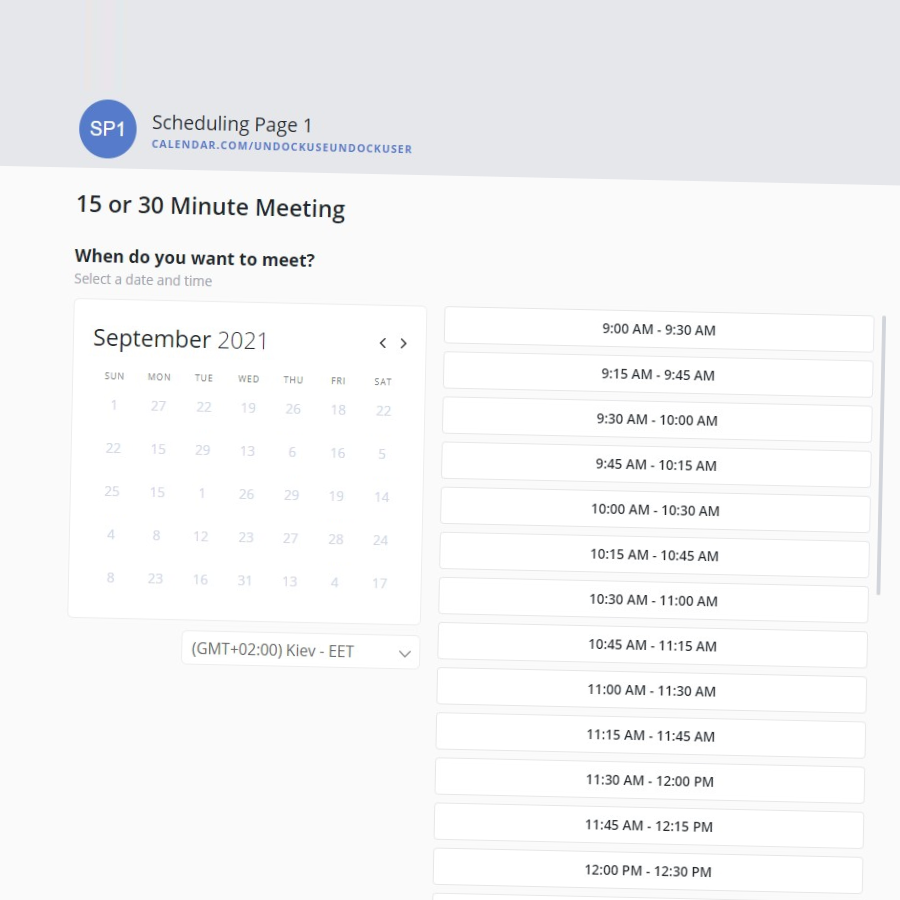 SP1
Scheduling Page 1
CALENDAR.COM/UNDOCKUSEUNDOCKUSER
15 or 30 Minute Meeting
When do you want to meet?
Select a date and time
September 2021
SUN MON TUE WED THU FRI SAT
1 27 22 19 26 18 22
22 15 29 13 6 16 5
25 15 1 26 29 19 14
4 8 12 23 27 28 24
8 23 16 31 13 4 17
(GMT+02:00) Kiev - EET
9:00 AM - 9:30 AM
9:15 AM - 9:45 AM
9:30 AM - 10:00 AM
9:45 AM - 10:15 AM
10:00 AM - 10:30 AM
10:15 AM - 10:45 AM
10:30 AM - 11:00 AM
10:45 AM - 11:15 AM
11:00 AM - 11:30 AM
11:15 AM - 11:45 AM
11:30 AM - 12:00 PM
11:45 AM - 12:15 PM
12:00 PM - 12:30 PM